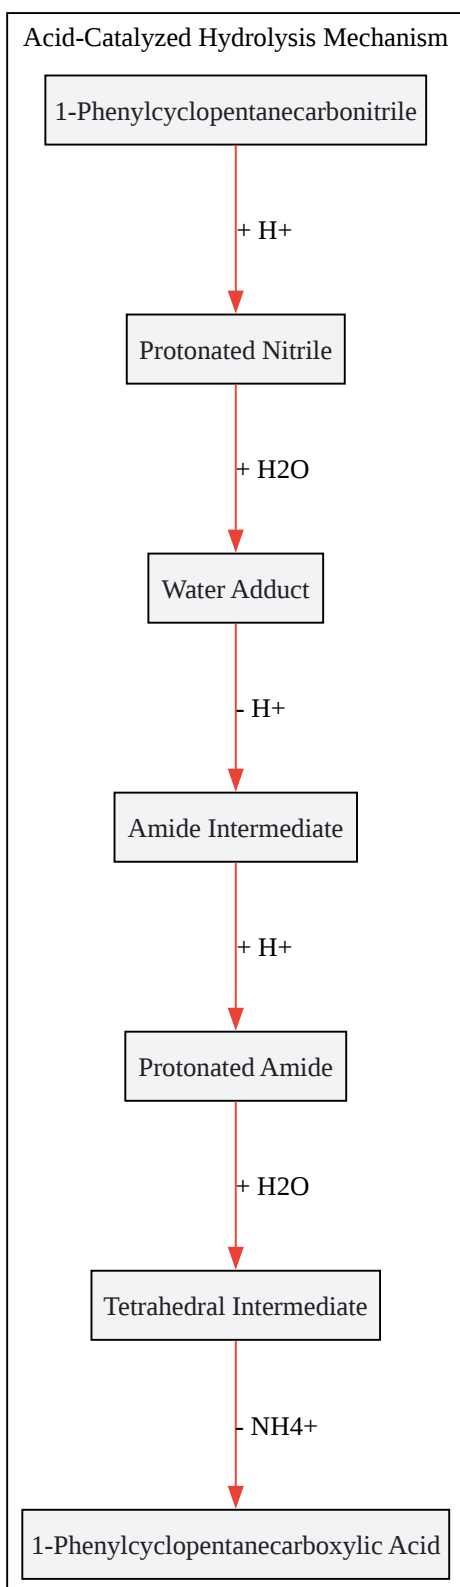 Acid-Catalyzed Hydrolysis Mechanism
1-Phenylcyclopentanecarbonitrile
+ H+
Protonated Nitrile
+ H2O
Water Adduct
- H+
Amide Intermediate
+ H+
Protonated Amide
+ H2O
Tetrahedral Intermediate
- NH4+
1-Phenylcyclopentanecarboxylic Acid